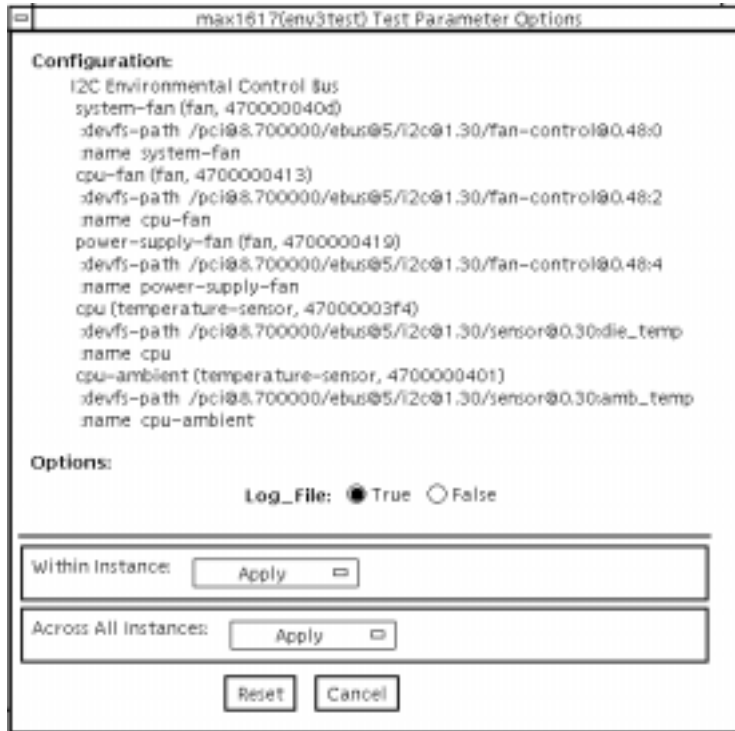 max1617(env3test) Test Parameter Options
Configuration:
I2C Environmental Control Bus
system-fan (fan, 470000040d)
:devfs-path /pci@8,700000/ebus@5/i2c@1,30/fan-control@0,48:0
:name system-fan
cpu-fan (fan, 4700000413)
:devfs-path /pci@8,700000/ebus@5/i2c@1,30/fan-control@0,48:2
:name cpu-fan
power-supply-fan (fan, 4700000419)
:devfs-path /pci@8,700000/ebus@5/i2c@1,30/fan-control@0,48:4
:name power-supply-fan
cpu (temperature-sensor, 47000003f4)
:devfs-path /pci@8,700000/ebus@5/i2c@1,30/sensor@0,30:die_temp
:name cpu
cpu-ambient (temperature-sensor, 4700000401)
:devfs-path /pci@8,700000/ebus@5/i2c@1,30/sensor@0,30:amb_temp
:name cpu-ambient
Options:
Log_File: True False
Within Instance: Apply
Across All Instances: Apply
Reset Cancel